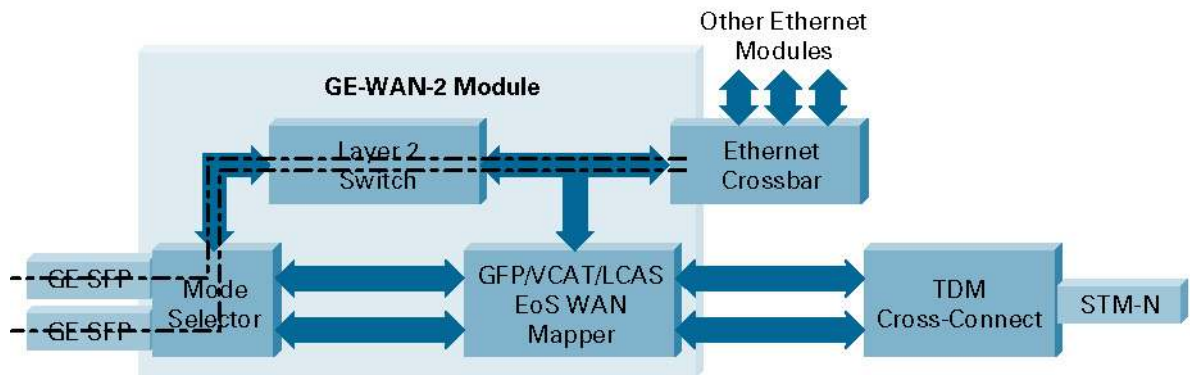 Other Ethernet
Modules
GE-WAN-2 Module
Layer 2
Switch
Ethernet
Crossbar
GE-SFP
GE-SFP
Mode
Selector
GFP/VCAT/LCAS
EoS WAN
Mapper
TDM
Cross-Connect
STM-N